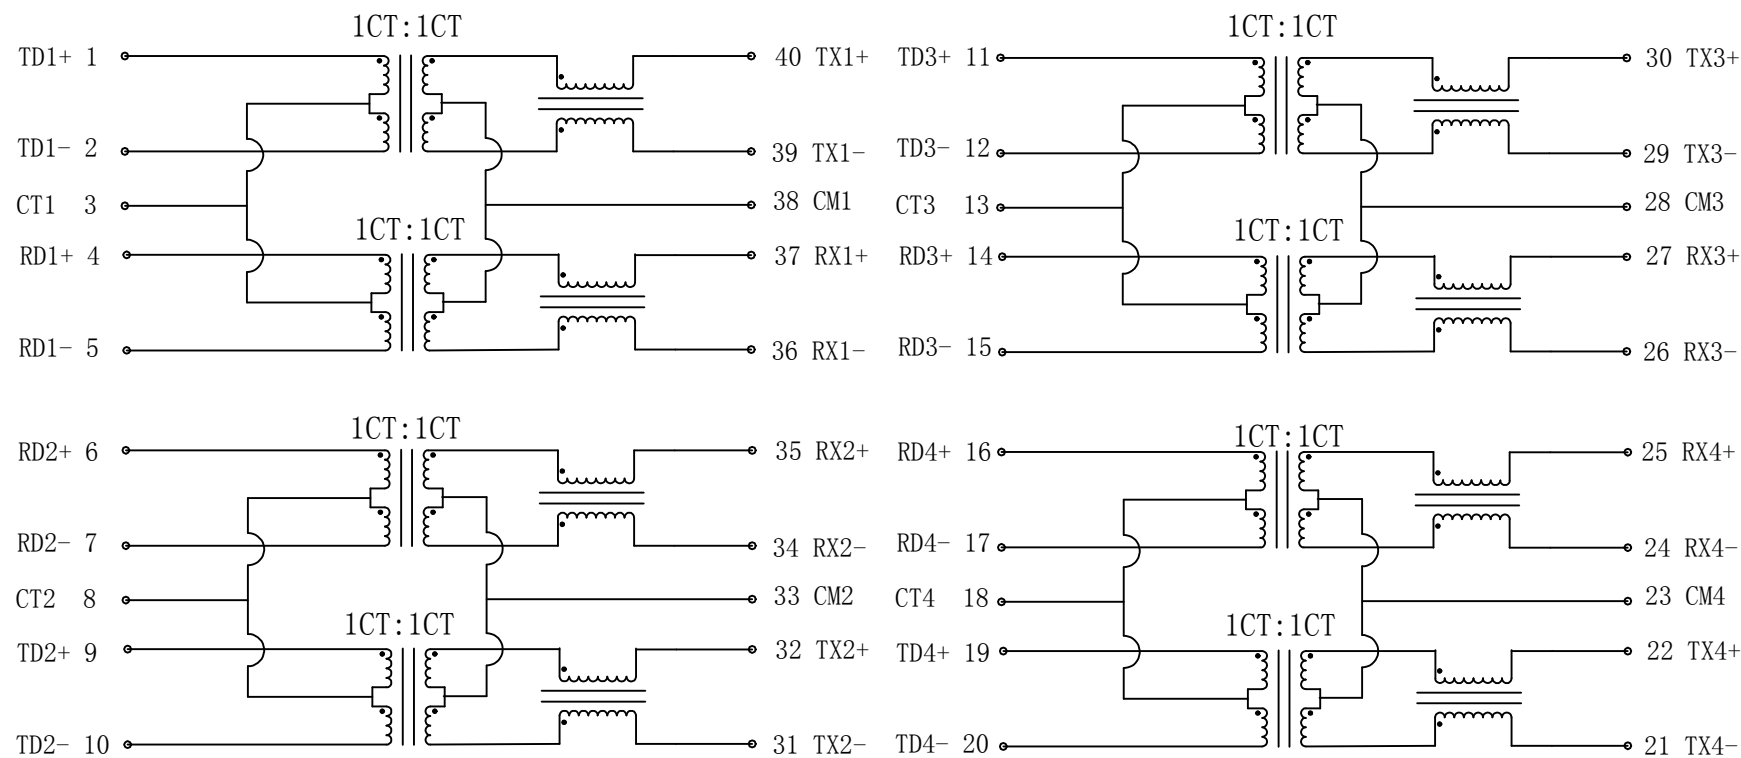 1CT:1CT
TD1+ 1
40 TX1+
TD1- 2
39 TX1-
CT1 3
38 CM1
1CT:1CT
RD1+ 4
37 RX1+
RD1- 5
36 RX1-
1CT:1CT
RD2+ 6
35 RX2+
RD2- 7
34 RX2-
CT2 8
33 CM2
1CT:1CT
TD2+ 9
32 TX2+
TD2- 10
31 TX2-
1CT:1CT
TD3+ 11
30 TX3+
TD3- 12
29 TX3-
CT3 13
28 CM3
1CT:1CT
RD3+ 14
27 RX3+
RD3- 15
26 RX3-
1CT:1CT
RD4+ 16
25 RX4+
RD4- 17
24 RX4-
CT4 18
23 CM4
1CT:1CT
TD4+ 19
22 TX4+
TD4- 20
21 TX4-